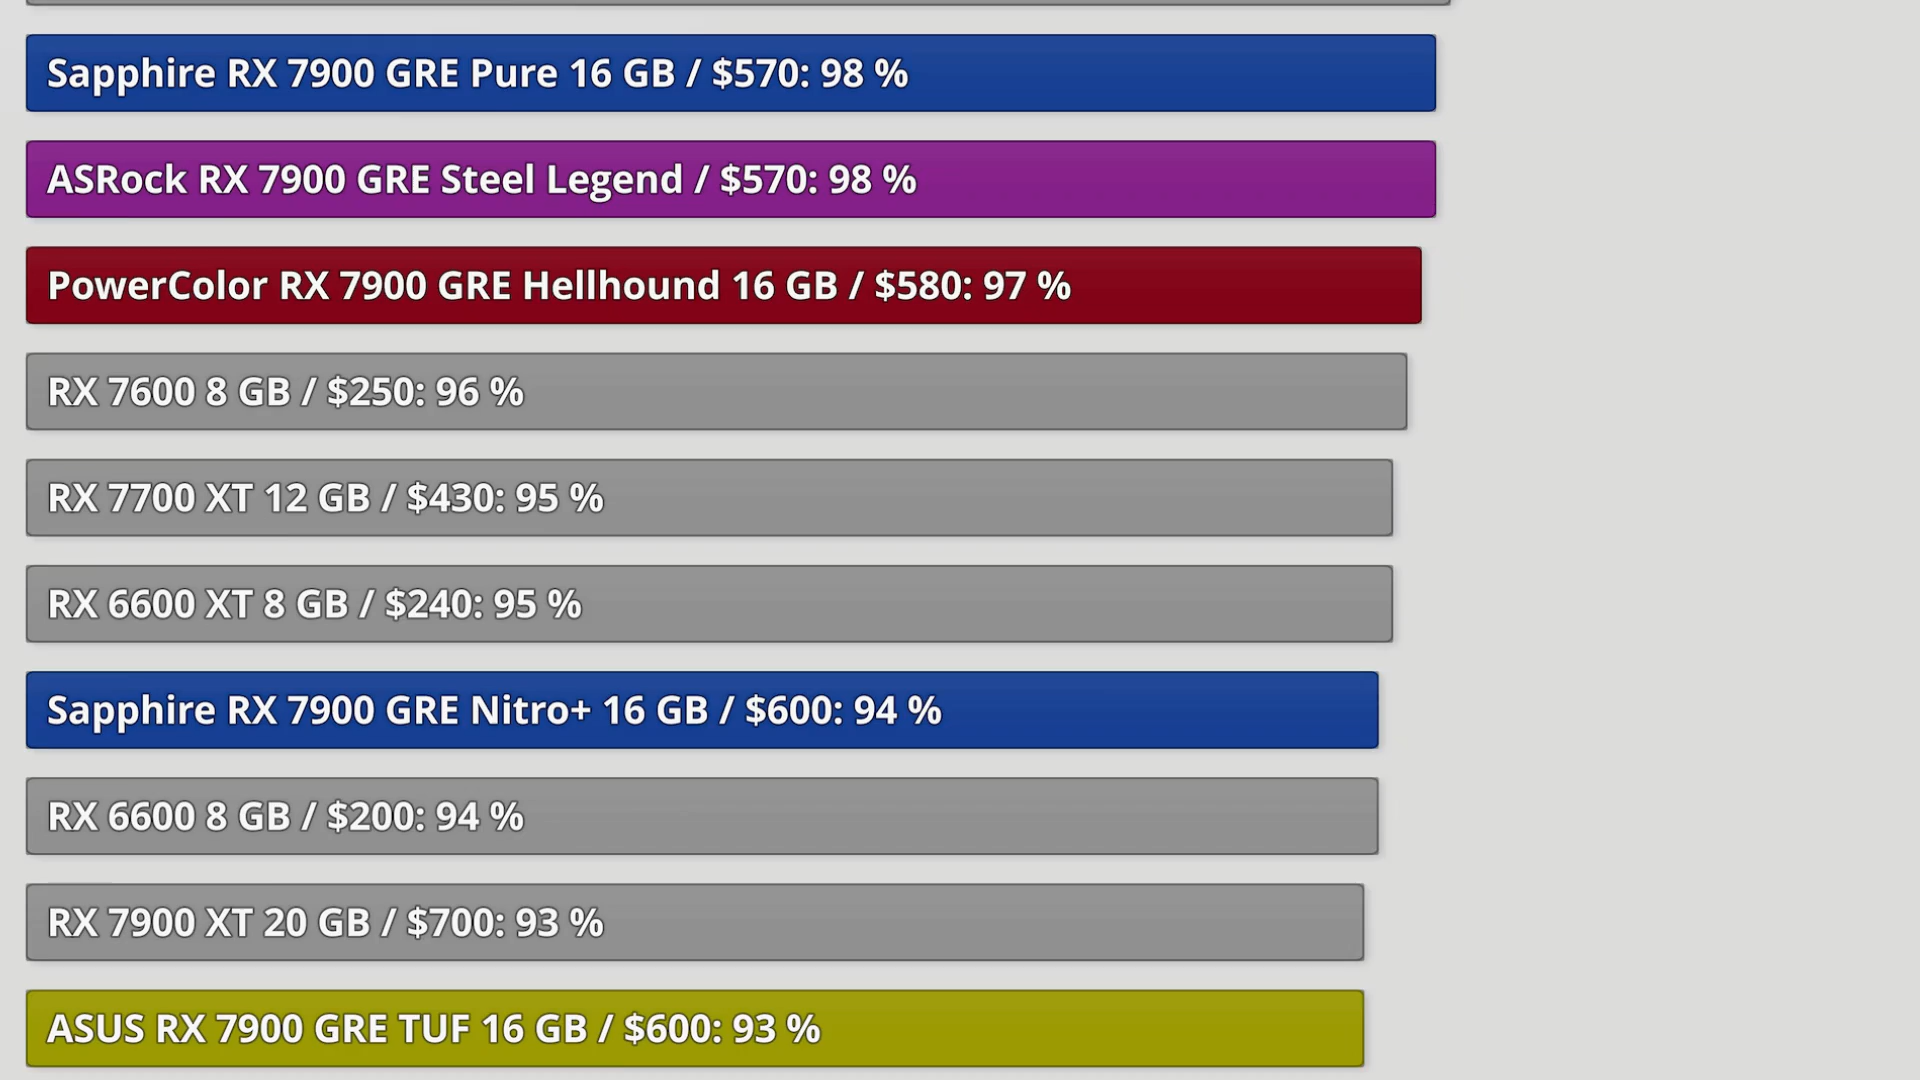 Sapphire RX 7900 GRE Pure 16 GB / $570: 98 %
ASRock RX 7900 GRE Steel Legend / $570: 98 %
PowerColor RX 7900 GRE Hellhound 16 GB / $580: 97 %
RX 7600 8 GB / $250: 96 %
RX 7700 XT 12 GB / $430: 95 %
RX 6600 XT 8 GB / $240: 95 %
Sapphire RX 7900 GRE Nitro+ 16 GB / $600: 94 %
RX 6600 8 GB / $200: 94 %
RX 7900 XT 20 GB / $700: 93 %
ASUS RX 7900 GRE TUF 16 GB / $600: 93 %